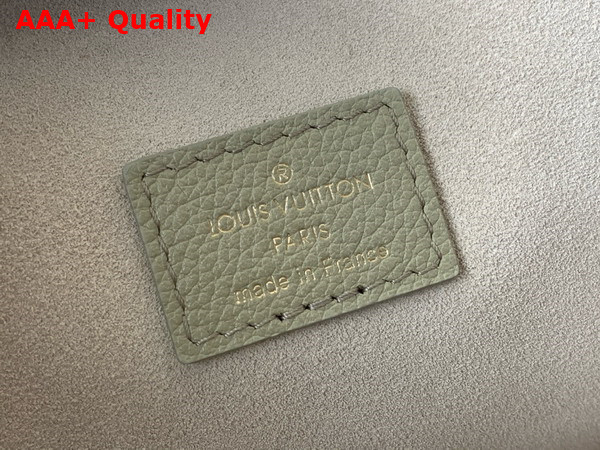 AAA+ Quality
®
LOUIS VUITTON
PARIS
made in France